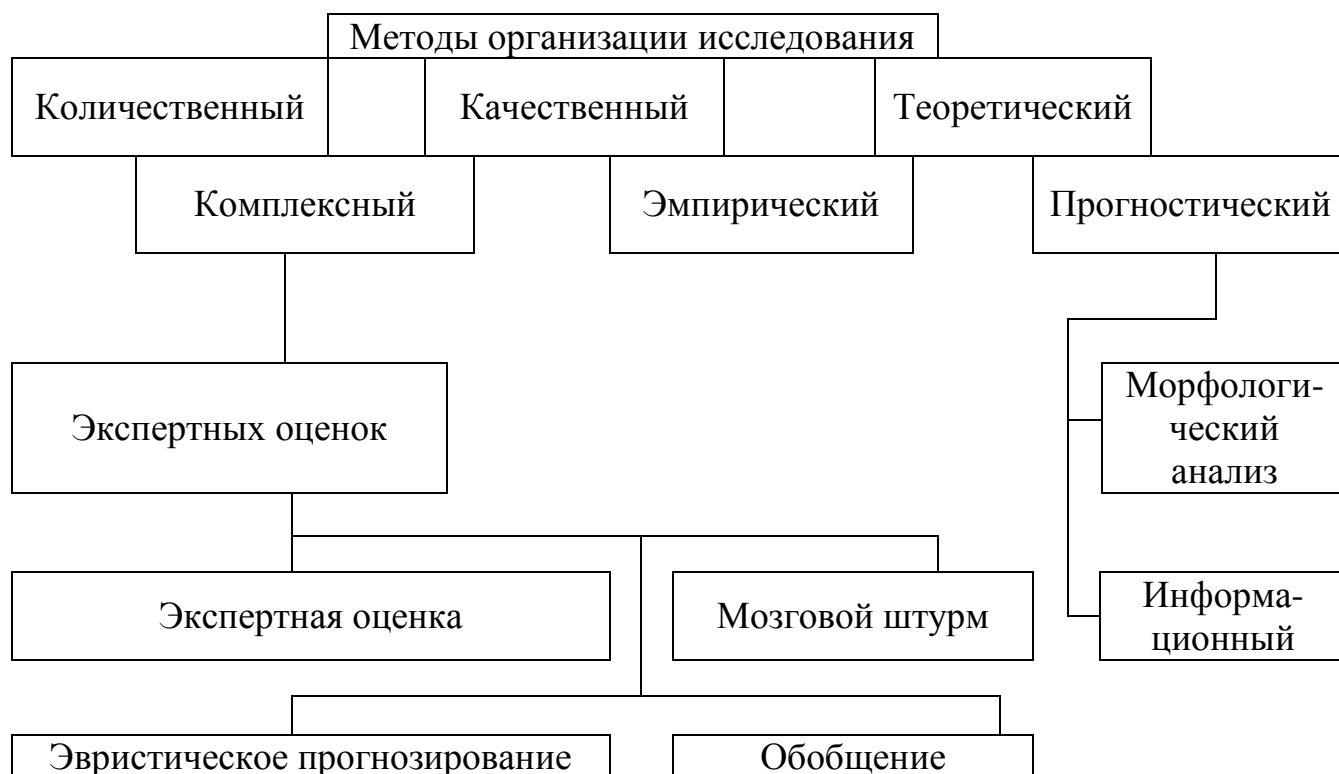 Методы организации исследования
Количественный
Качественный
Теоретический
Комплексный
Эмпирический
Прогностический
Экспертных оценок
Морфологи-
ческий
анализ
Экспертная оценка
Мозговой штурм
Информа-
ционный
Эвристическое прогнозирование
Обобщение